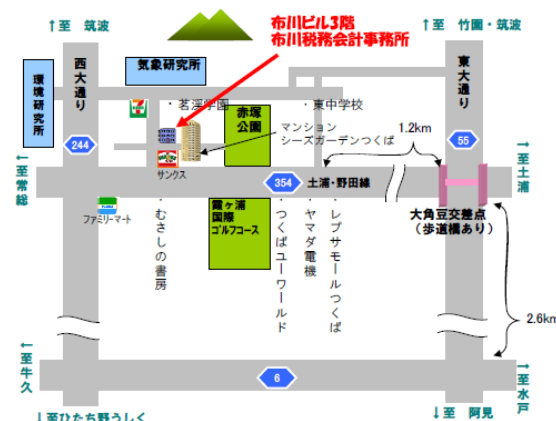 ↑至 筑波
布川ビル3階
布川税務会計事務所
↑至 竹園・筑波
西大通り
東大通り
環境研究所
気象研究所
・茗溪学園
・東中学校
赤塚
公園
マンション
シーズガーデンつくば
1.2km
244
55
サンクス
←至常総
354
土浦・野田線
→至土浦
ファミリーマート
・むさしの書房
霞ヶ浦
国際
ゴルフコース
・つくばユーワールド
・ヤマダ電機
・レプサモールつくば
大角豆交差点
(歩道橋あり)
2.6km
←至牛久
6
→至水戸
↓至ひたち野うしく
↓至 阿見